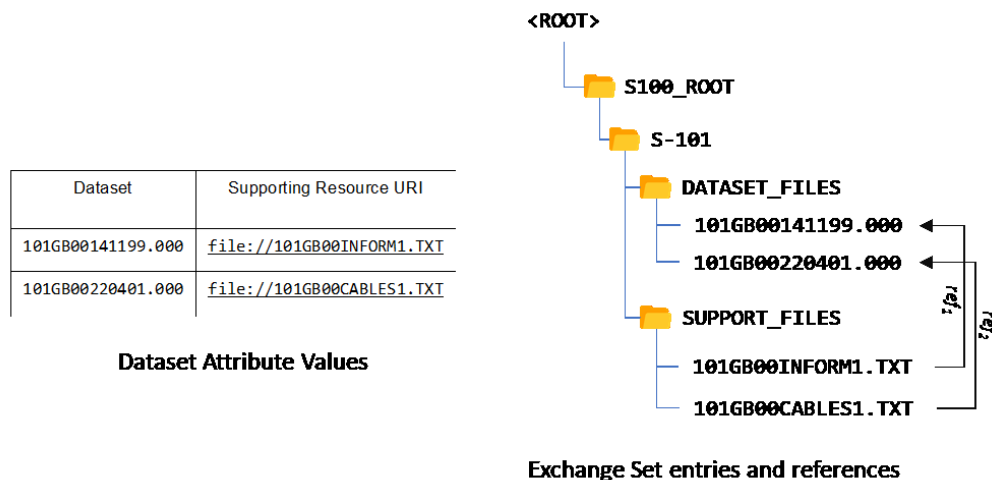 Dataset Supporting Resource URI
101GB00141199.000 file://101GB00INFORM1.TXT
101GB00220401.000 file://101GB00CABLES1.TXT
Dataset Attribute Values
<ROOT>
S100_ROOT
S-101
DATASET_FILES
101GB00141199.000
101GB00220401.000
ref1
ref2
SUPPORT_FILES
101GB00INFORM1.TXT
101GB00CABLES1.TXT
Exchange Set entries and references